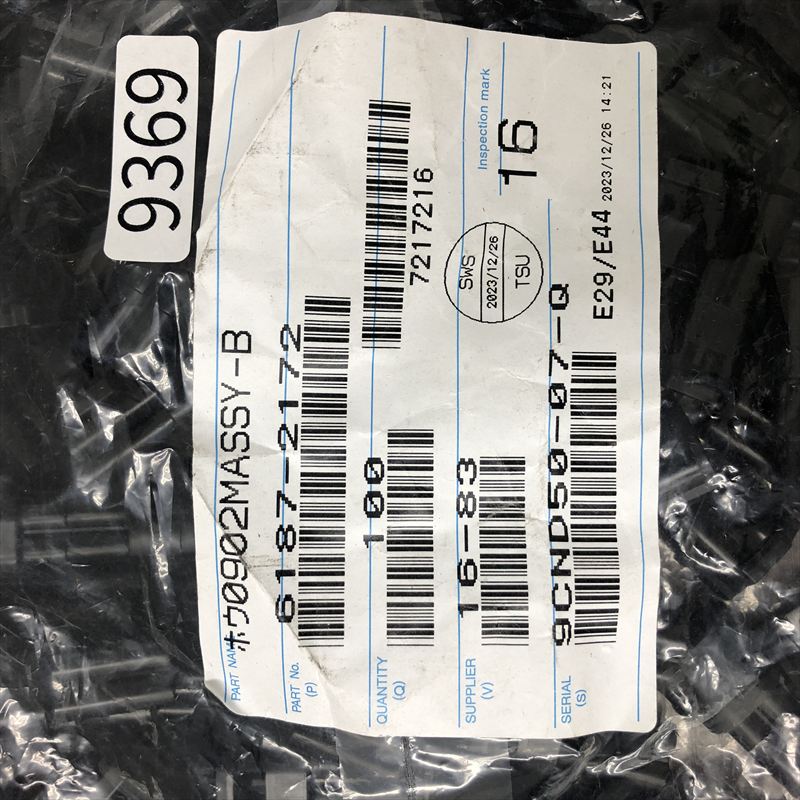 9369
PART NAME
ホウ0902MASSY-B
PART No.
(P)
6187-2172
QUANTITY
(Q)
100
7217216
SUPPLIER
(V)
16-83
SWS
2023/12/26
TSU
Inspection mark
16
SERIAL
(S)
9CND50-07-Q
E29/E44 2023/12/26 14:21